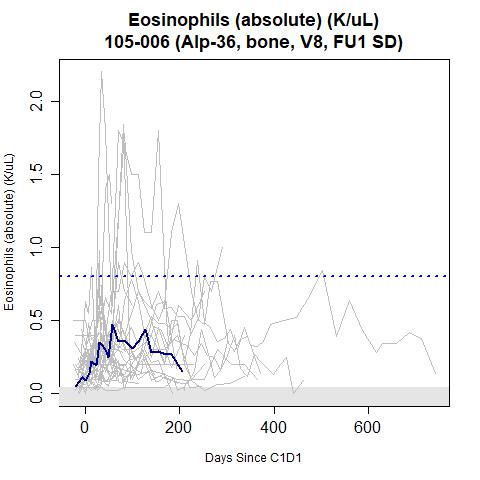 Eosinophils (absolute) (K/uL)
105-006 (Alp-36, bone, V8, FU1 SD)
Eosinophils (absolute) (K/uL)
2.0
1.5
1.0
0.5
0.0
0 200 400 600
Days Since C1D1